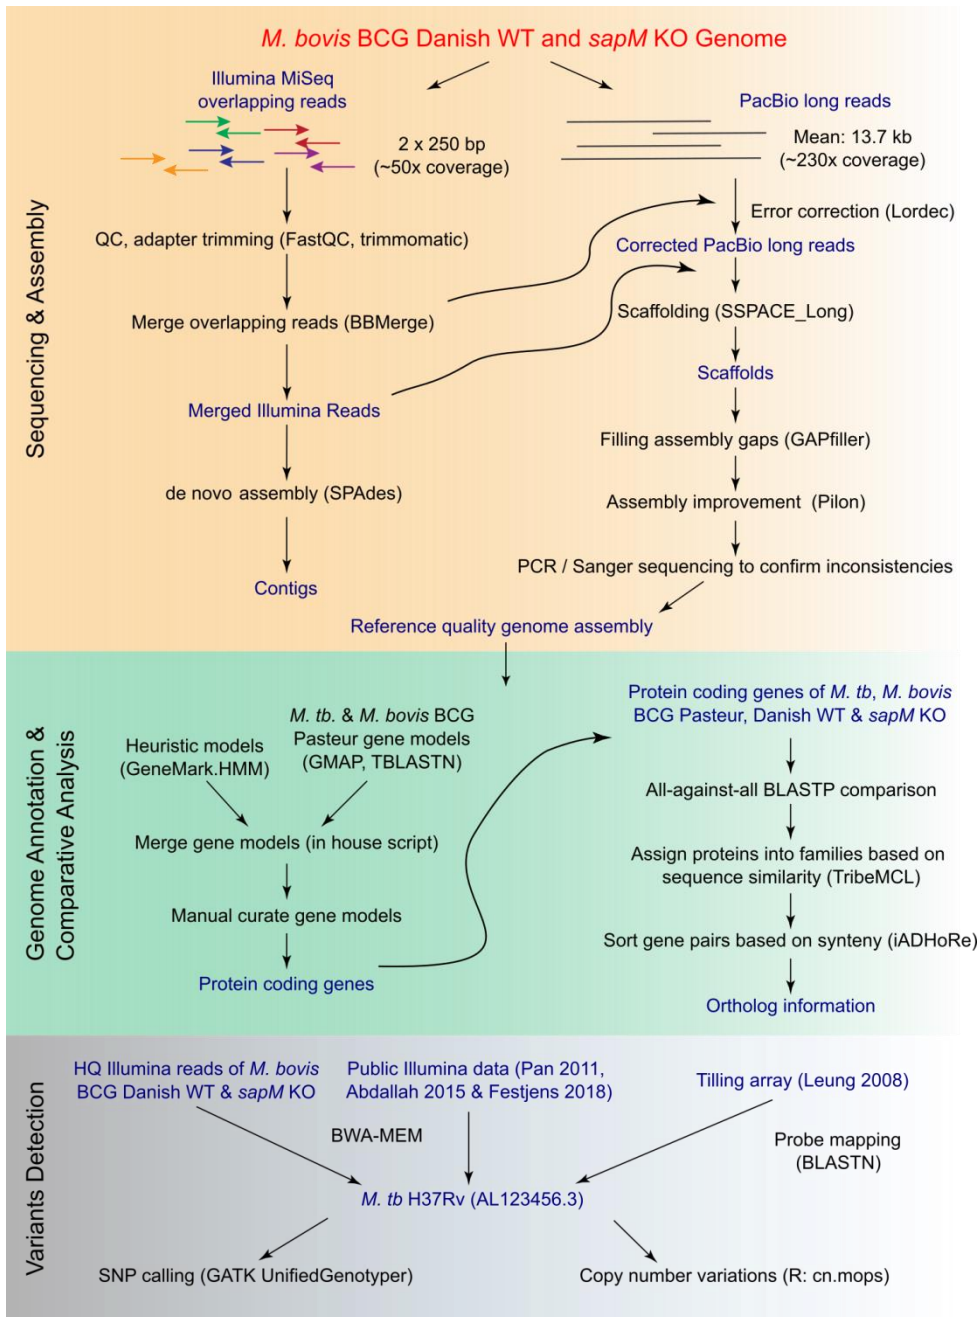 M. bovis BCG Danish WT and sapM KO Genome
Illumina MiSeq
overlapping reads
2 x 250 bp
(~50x coverage)
PacBio long reads
Mean: 13.7 kb
(~230x coverage)
Sequencing & Assembly
QC, adapter trimming (FastQC, trimmomatic)
Merge overlapping reads (BBMerge)
Merged Illumina Reads
de novo assembly (SPAdes)
Contigs
Error correction (Lordec)
Corrected PacBio long reads
Scaffolding (SSPACE_Long)
Scaffolds
Filling assembly gaps (GAPfiller)
Assembly improvement (Pilon)
PCR / Sanger sequencing to confirm inconsistencies
Reference quality genome assembly
Genome Annotation &
Comparative Analysis
Heuristic models
(GeneMark.HMM)
M. tb. & M. bovis BCG
Pasteur gene models
(GMAP, TBLASTN)
Merge gene models (in house script)
Manual curate gene models
Protein coding genes
Protein coding genes of M. tb, M. bovis
BCG Pasteur, Danish WT & sapM KO
All-against-all BLASTP comparison
Assign proteins into families based on
sequence similarity (TribeMCL)
Sort gene pairs based on synteny (iADHoRe)
Ortholog information
Variants Detection
HQ Illumina reads of M. bovis
BCG Danish WT & sapM KO
Public Illumina data (Pan 2011,
Abdallah 2015 & Festjens 2018)
Tilling array (Leung 2008)
BWA-MEM
Probe mapping
(BLASTN)
M. tb H37Rv (AL123456.3)
SNP calling (GATK UnifiedGenotyper)
Copy number variations (R: cn.mops)